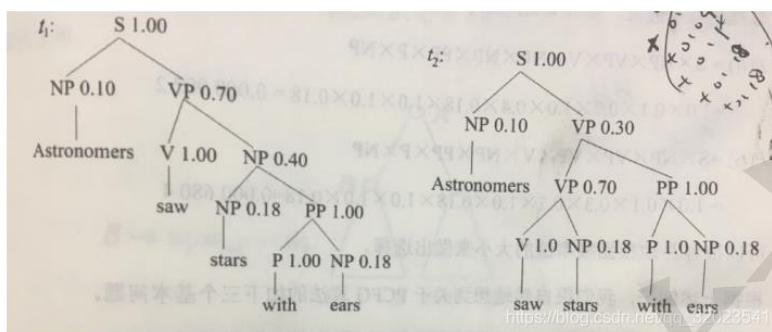 t₁:
S 1.00
NP 0.10 VP 0.70
Astronomers V 1.00 NP 0.40
saw NP 0.18 PP 1.00
stars P 1.00 NP 0.18
with ears
t₂:
S 1.00
NP 0.10 VP 0.30
Astronomers VP 0.70 PP 1.00
V 1.0 NP 0.18 P 1.0 NP 0.18
saw stars with ears
https://blog.csdn.net/qq_32023541